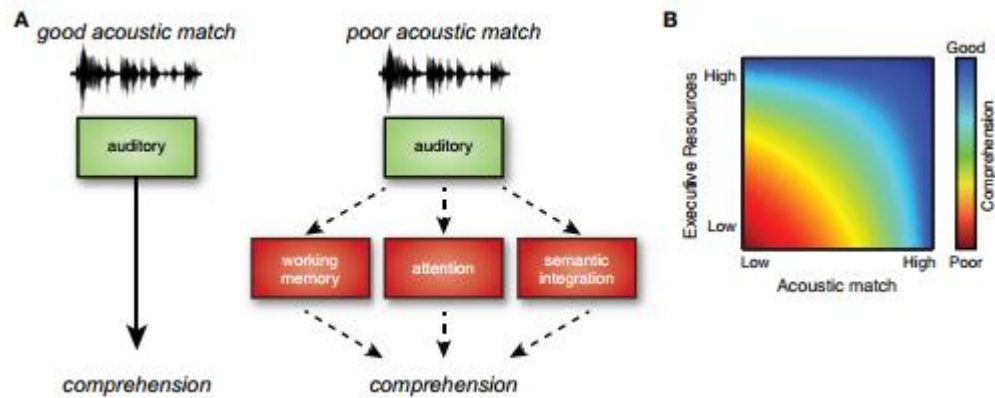 A
good acoustic match
auditory
comprehension
poor acoustic match
auditory
working
memory
attention
semantic
integration
comprehension
B
High
Low
Executive Resources
Low
High
Acoustic match
Good
Poor
Comprehension